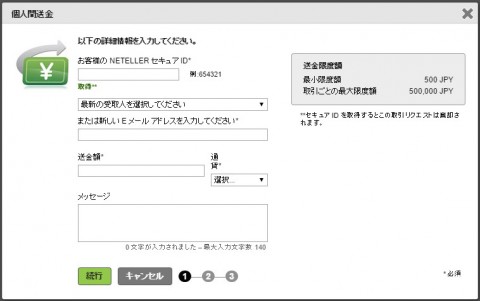 個人間送金
以下の詳細情報を入力してください。
お客様の NETELLER セキュア ID*
例:654321
取得**
最新の受取人を選択してください
または新しい E メール アドレスを入力してください*
送金額*
通
貨*
選択...
メッセージ
0 文字が入力されました – 最大入力文字数 140
続行
キャンセル
1
2
3
送金限度額
最小限度額 500 JPY
取引ごとの最大限度額 500,000 JPY
**セキュア ID を取得するとこの取引リクエストは無却
されます。
*必須